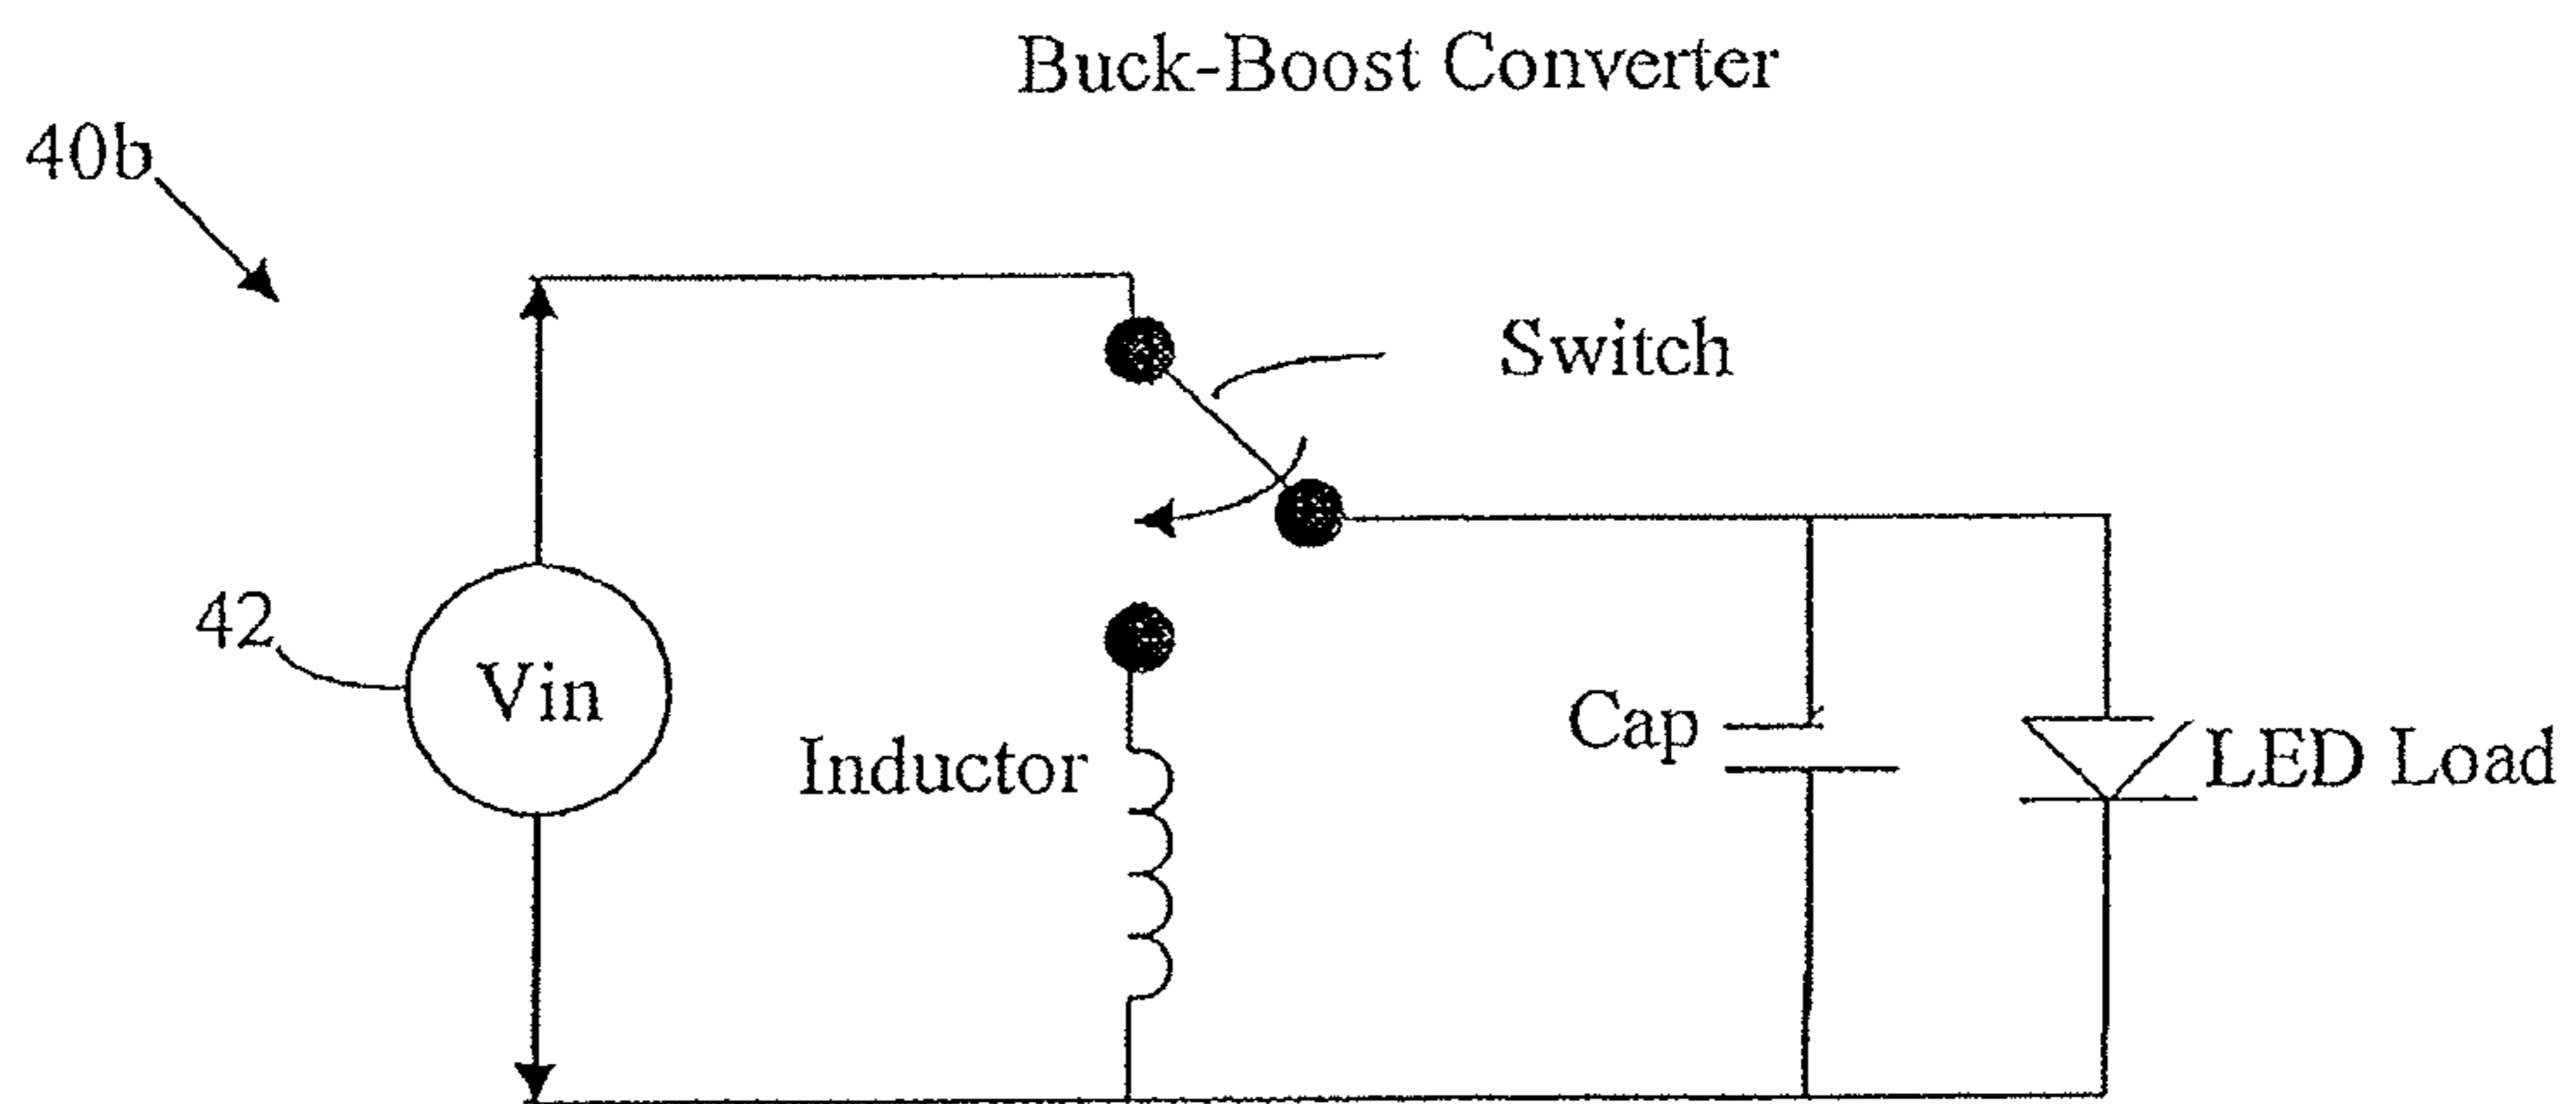 Buck-Boost Converter
40b
Switch
42
Vin
Inductor
Cap
LED Load